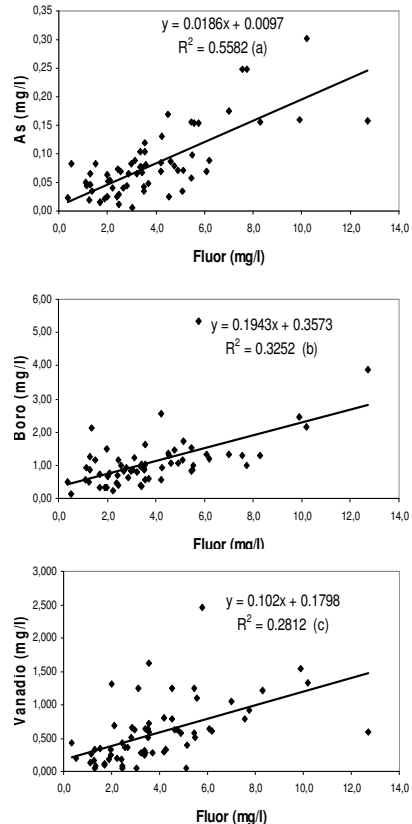 0,35
0,30
0,25
0,20
0,15
0,10
0,05
0,00
As (mg/l)
y = 0.0186x + 0.0097
R² = 0.5582 (a)
0,0 2,0 4,0 6,0 8,0 10,0 12,0 14,0
Fluor (mg/l)
6,00
5,00
4,00
3,00
2,00
1,00
0,00
Boro (mg/l)
y = 0.1943x + 0.3573
R² = 0.3252 (b)
0,0 2,0 4,0 6,0 8,0 10,0 12,0 14,0
Fluor (mg/l)
3,000
2,500
2,000
1,500
1,000
0,500
0,000
Vanadio (mg/l)
y = 0.102x + 0.1798
R² = 0.2812 (c)
0,0 2,0 4,0 6,0 8,0 10,0 12,0 14,0
Fluor (mg/l)